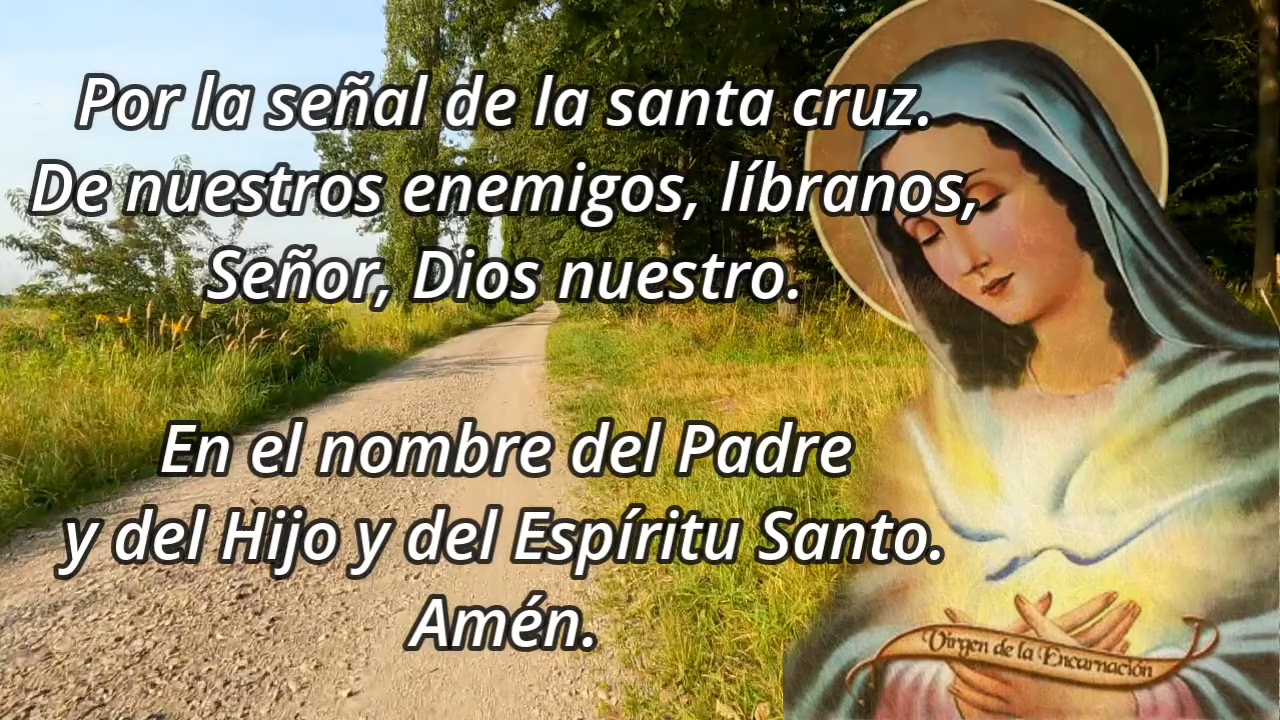 Por la señal de la santa cruz.
De nuestros enemigos, líbranos,
Señor, Dios nuestro.
En el nombre del Padre
y del Hijo y del Espíritu Santo.
Amén.
Virgen de la Encarnación